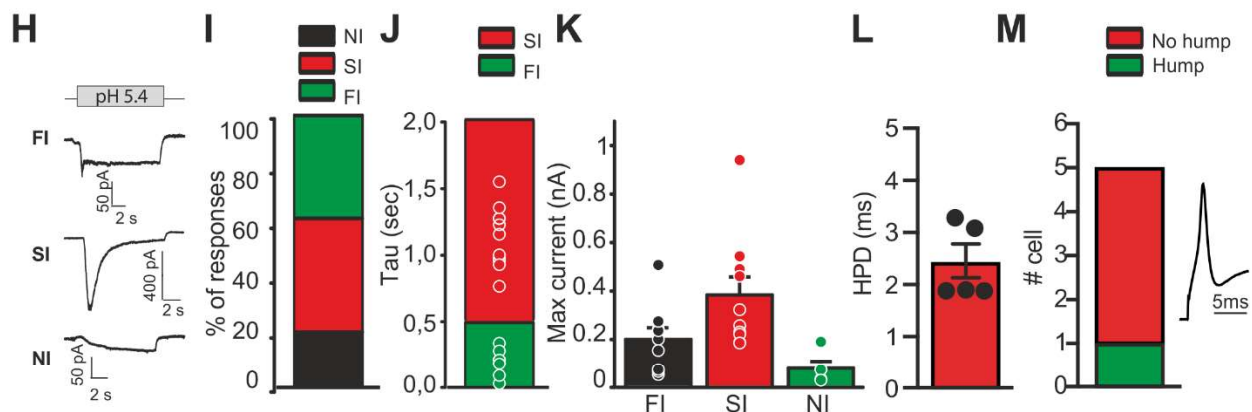 H
pH 5.4
FI
50 pA
2 s
SI
400 pA
2 s
NI
50 pA
2 s
I
NI
SI
FI
% of responses
100
80
60
40
20
0
J
SI
FI
Tau (sec)
2,0
1,5
1,0
0,5
0,0
K
Max current (nA)
1
0.8
0.6
0.4
0.2
0
FI SI NI
L
HPD (ms)
5
4
3
2
1
0
M
No hump
Hump
# cell
6
5
4
3
2
1
0
5ms